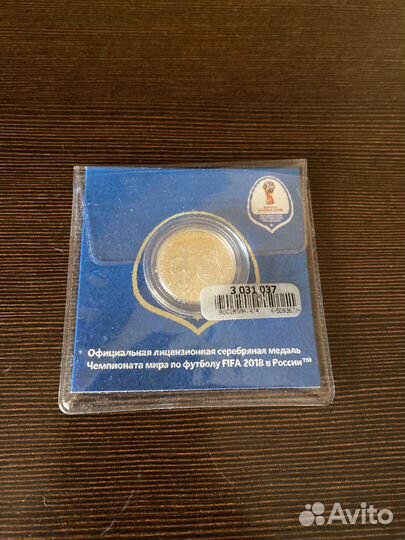 3 031 037
Официальная лицензионная серебряная медаль
Чемпионата мира по футболу FIFA 2018 в России™
Avito